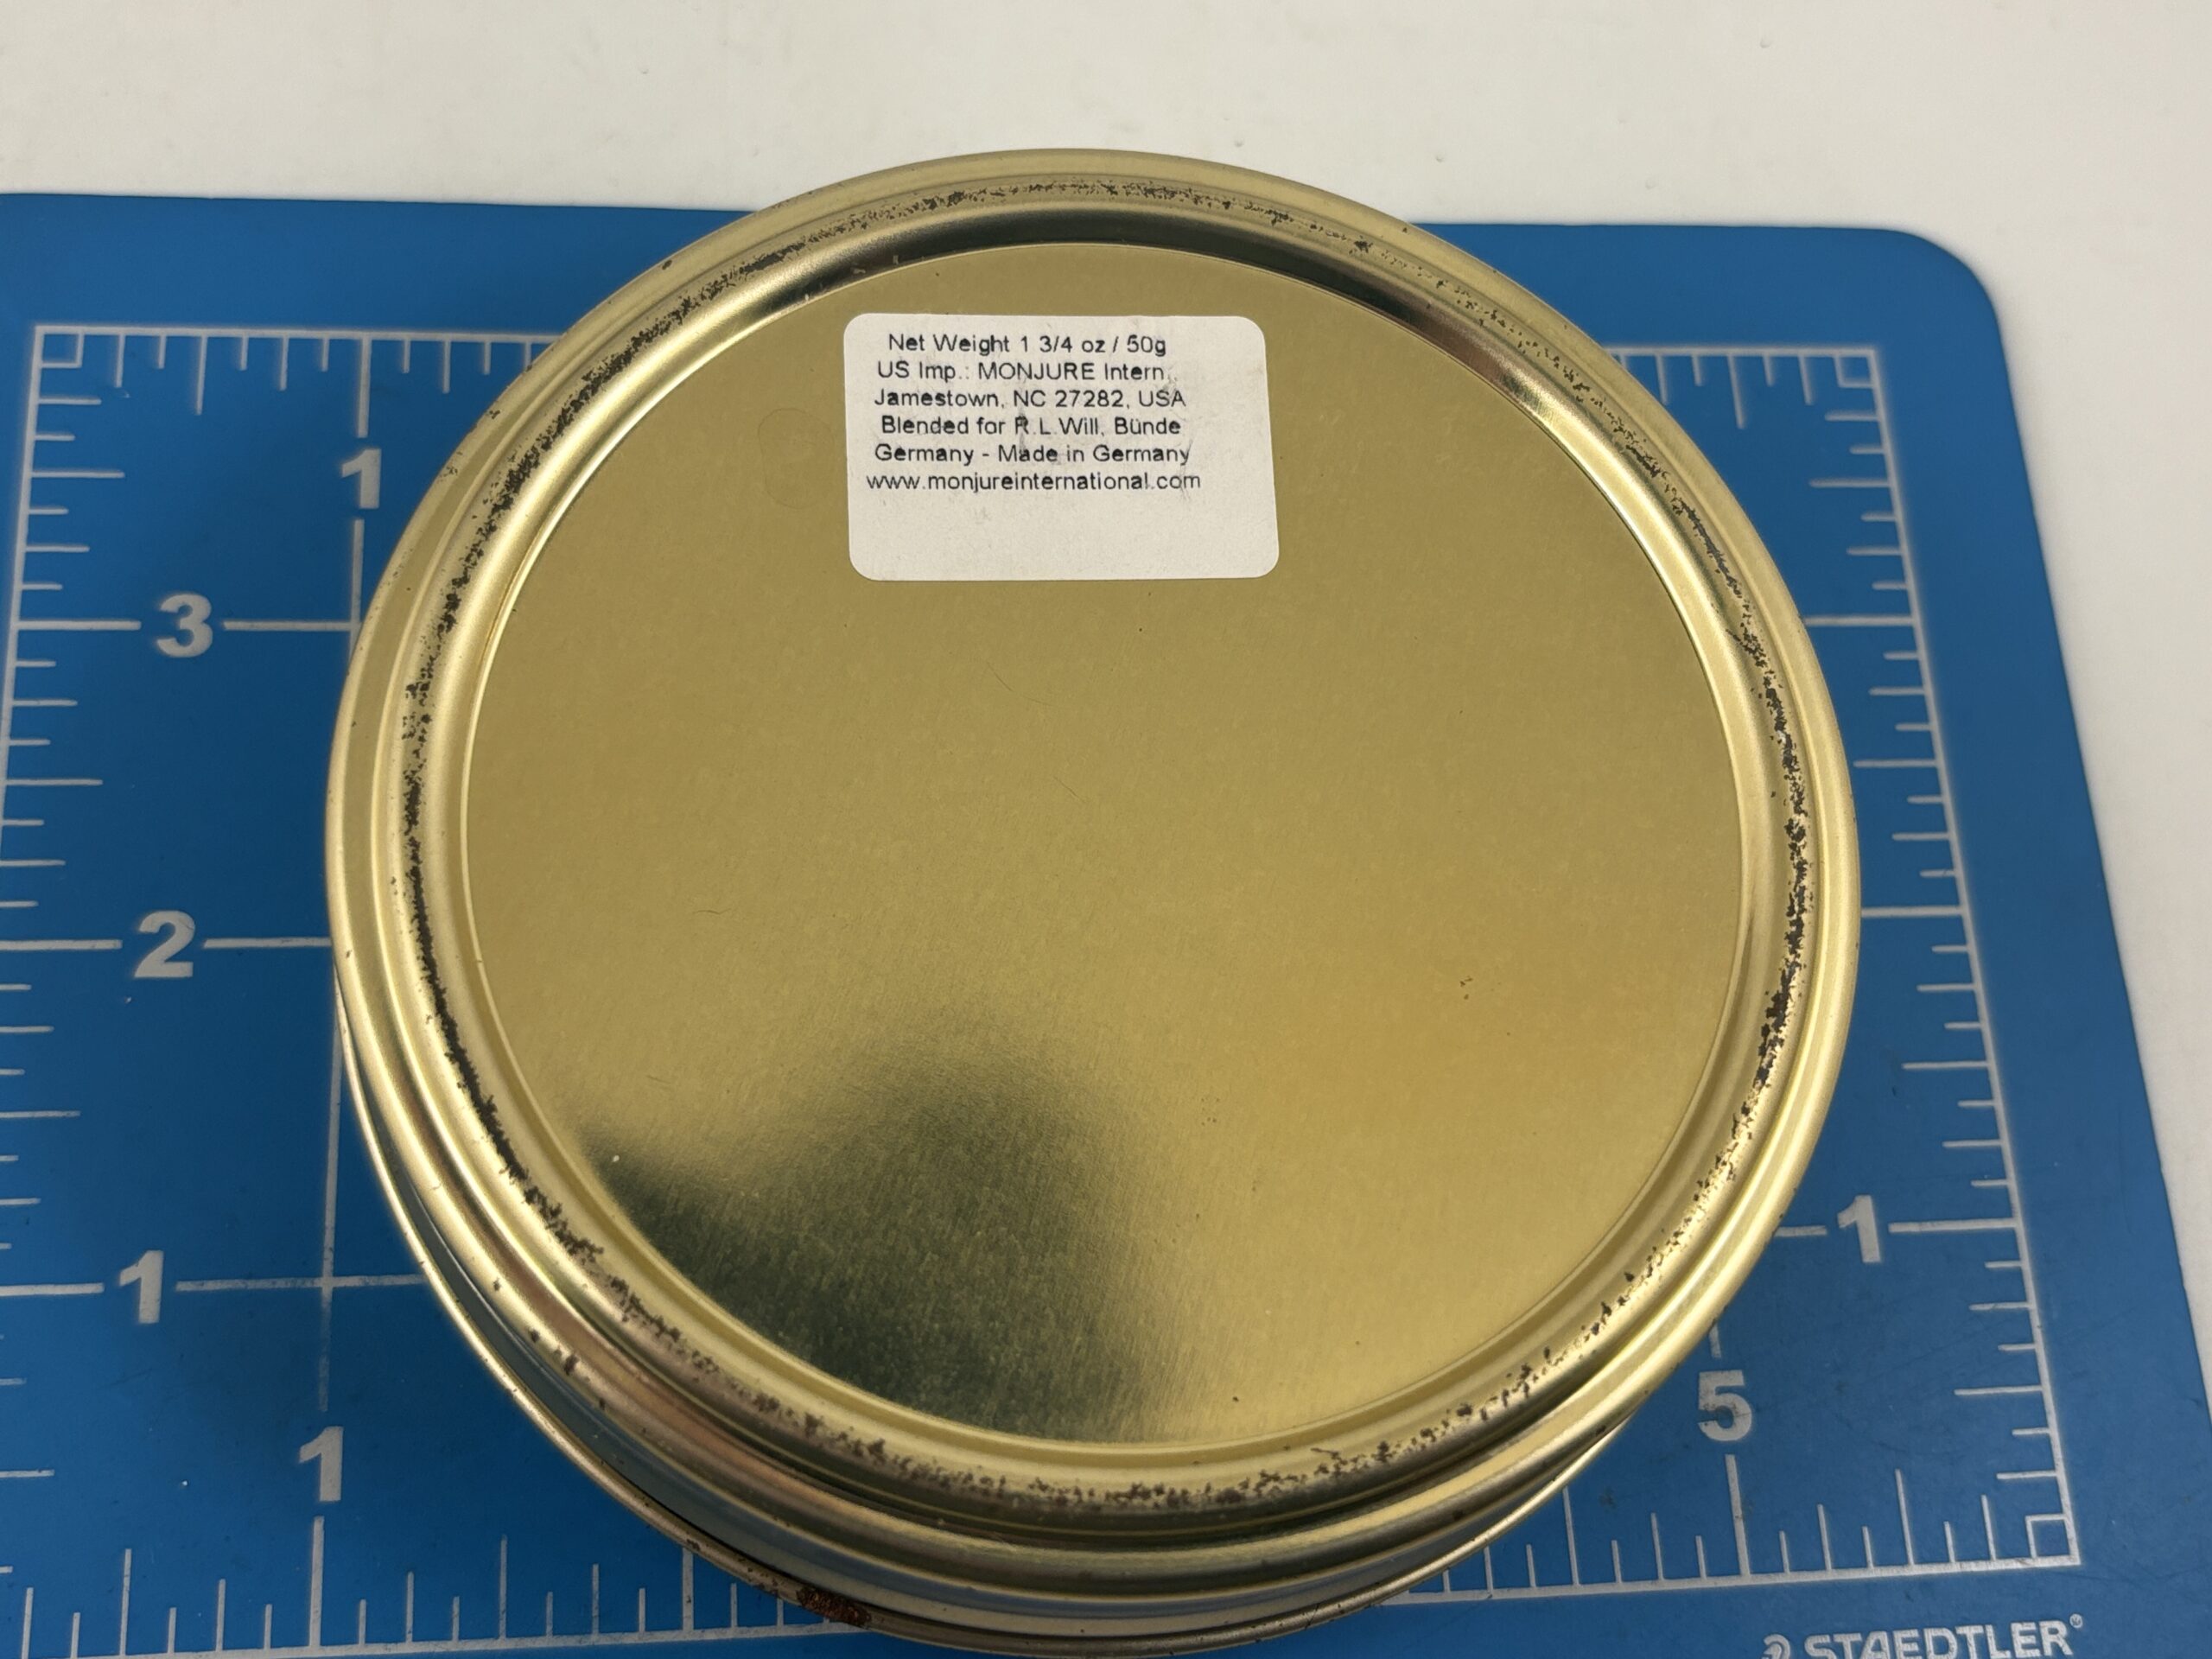 Net Weight 1 3/4 oz / 50g
US Imp.: MONJURE Intern.
Jamestown, NC 27282, USA
Blended for R.L.Will, Bünde
Germany - Made in Germany
www.monjureinternational.com
1
3
2
1
1
1
5
STAEDTLER®